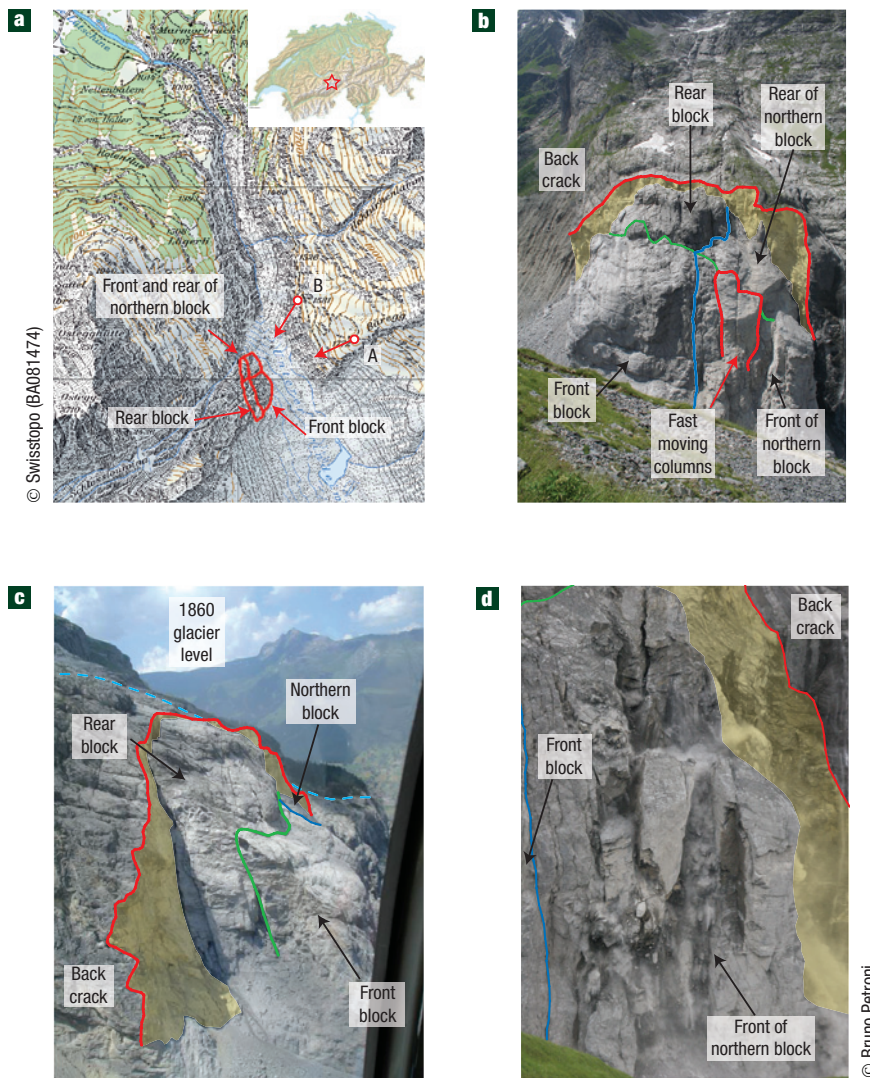 a
Marmorbruch
Nellenbalem
B
Front and rear of
northern block
A
Rear block
Front block
© Swisstopo (BA081474)
b
Rear
block
Rear of
northern
block
Back
crack
Front
block
Fast
moving
columns
Front of
northern
block
c
1860
glacier
level
Northern
block
Rear
block
Back
crack
Front
block
d
Back
crack
Front
block
Front of
northern block
© Bruno Petroni